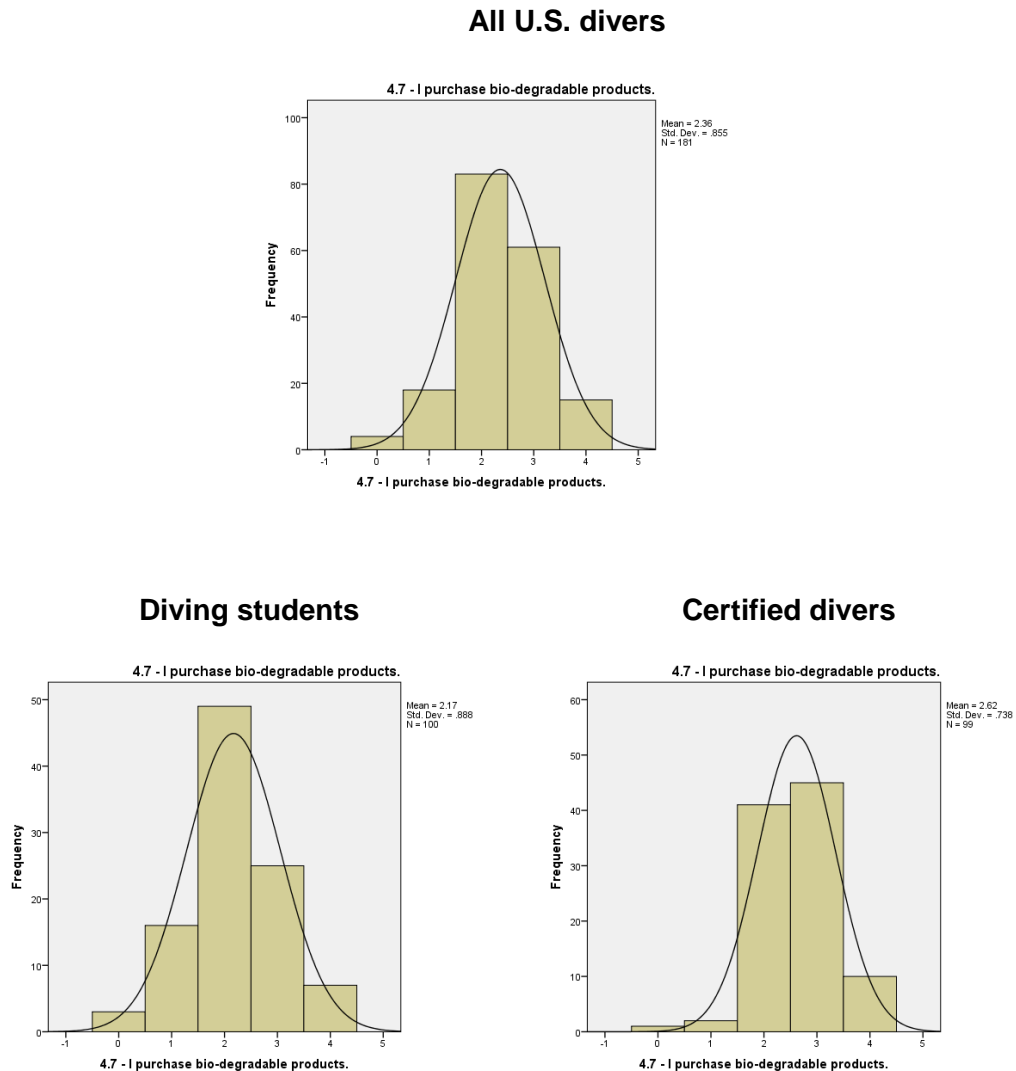 All U.S. divers
4.7 - I purchase bio-degradable products.
Mean = 2.36
Std. Dev. = .855
N = 181
100
80
60
40
20
0
Frequency
-1 0 1 2 3 4 5
4.7 - I purchase bio-degradable products.
Diving students
4.7 - I purchase bio-degradable products.
Mean = 2.17
Std. Dev. = .888
N = 100
50
40
30
20
10
0
Frequency
-1 0 1 2 3 4 5
4.7 - I purchase bio-degradable products.
Certified divers
4.7 - I purchase bio-degradable products.
Mean = 2.62
Std. Dev. = .738
N = 99
60
50
40
30
20
10
0
Frequency
-1 0 1 2 3 4 5
4.7 - I purchase bio-degradable products.